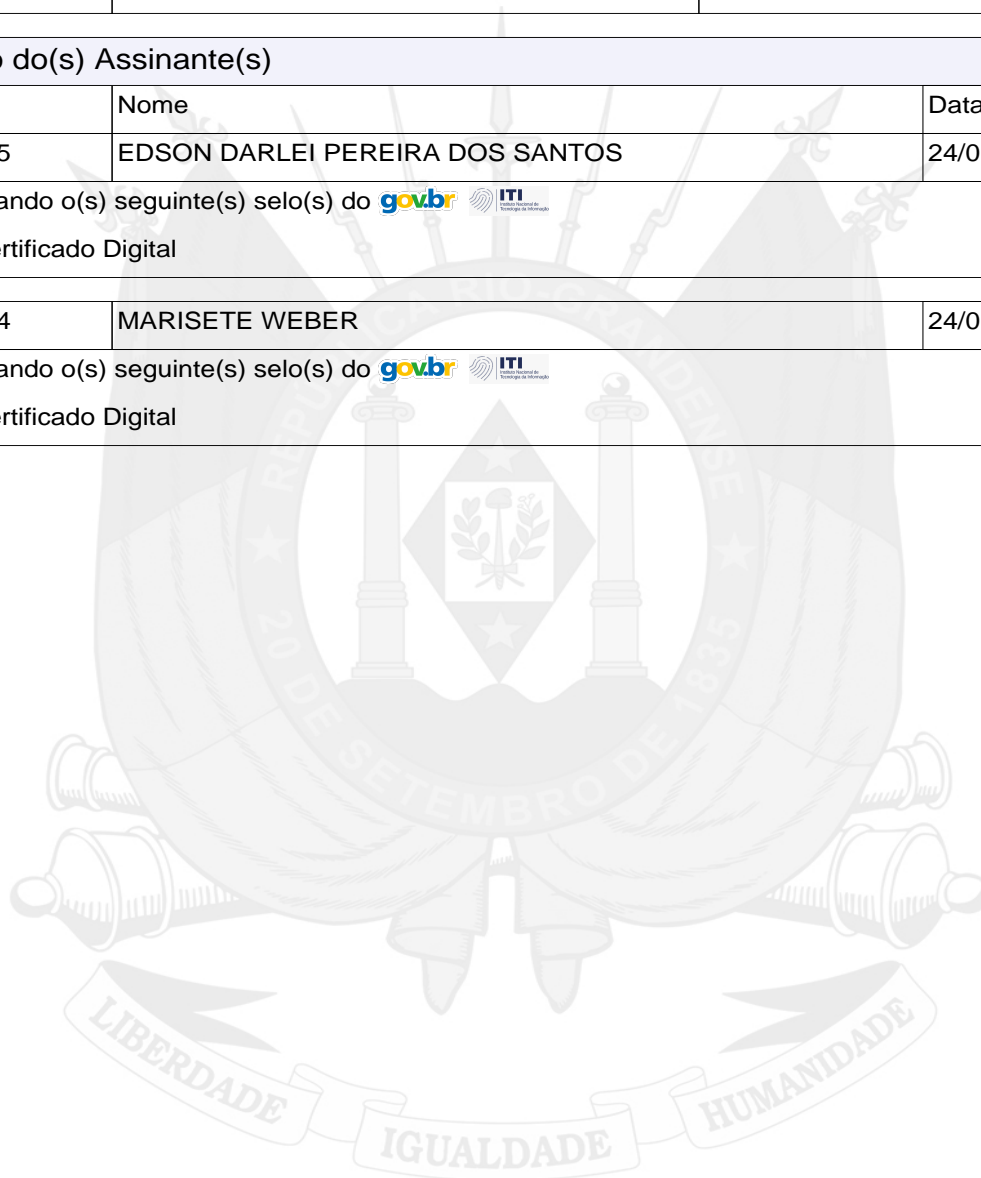 o do(s) Assinante(s)
Nome Data
5 EDSON DARLEI PEREIRA DOS SANTOS 24/0
ando o(s) seguinte(s) selo(s) do gov.br ITI
ertificado Digital
4 MARISETE WEBER 24/0
ando o(s) seguinte(s) selo(s) do gov.br ITI
ertificado Digital
REPÚBLICA RIO-GRANDENSE
20 DE SETEMBRO DE 1835
LIBERDADE
IGUALDADE
HUMANIDADE